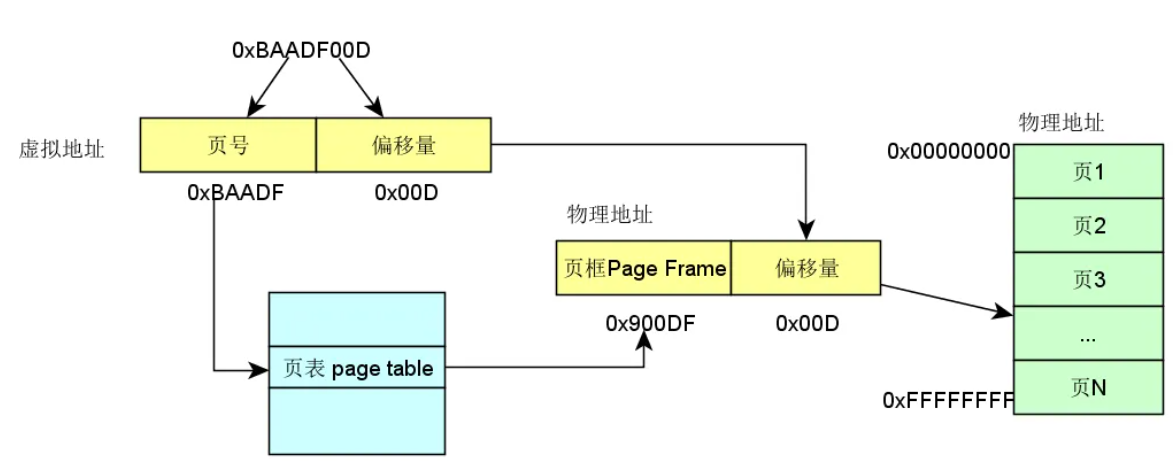 0xBAADF00D
虚拟地址
页号
偏移量
0xBAADF
0x00D
物理地址
页框Page Frame
偏移量
0x900DF
0x00D
页表 page table
物理地址
0x00000000
页1
页2
页3
...
页N
0xFFFFFFFF